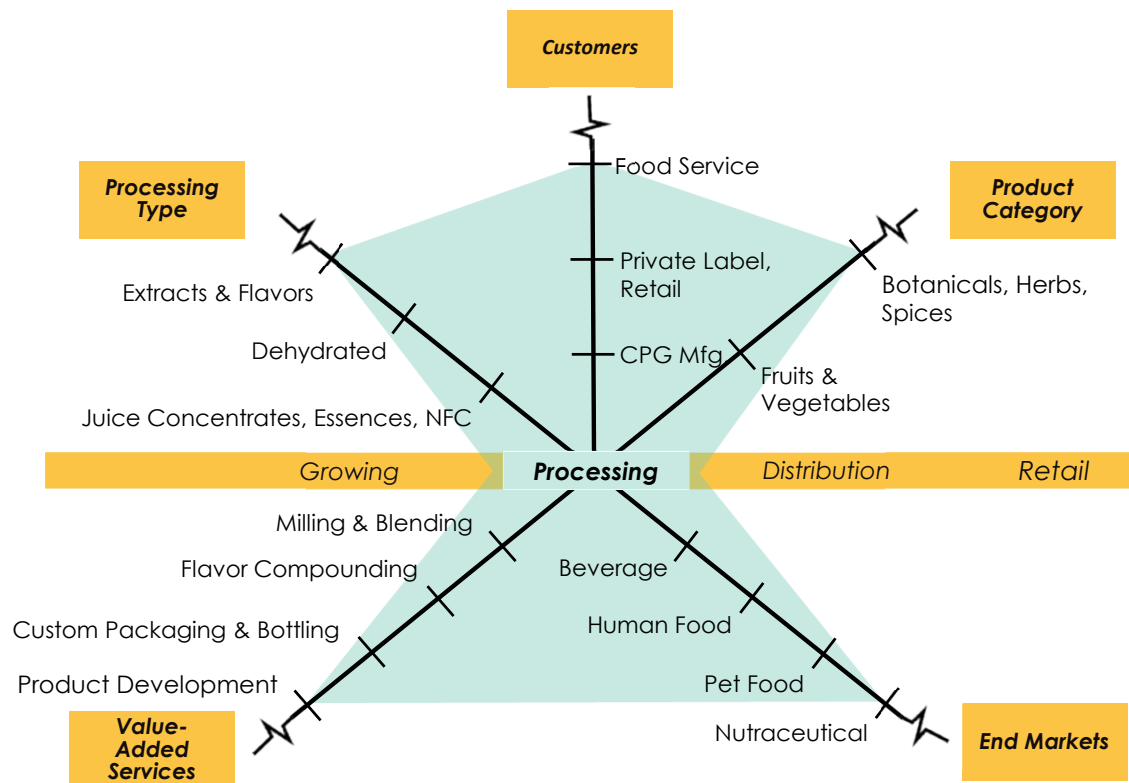 Customers
Food Service
Processing
Type
Product
Category
Private Label,
Retail
Extracts & Flavors
Botanicals, Herbs,
Spices
Dehydrated
CPG Mfg.
Fruits &
Vegetables
Juice Concentrates, Essences, NFC
Growing
Processing
Distribution
Retail
Milling & Blending
Beverage
Flavor Compounding
Human Food
Custom Packaging & Bottling
Pet Food
Product Development
Nutraceutical
Value-
Added
Services
End Markets